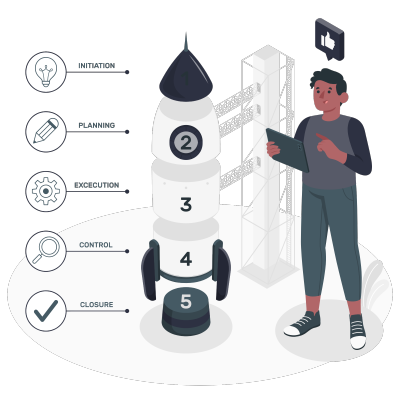 INITIATION
PLANNING
2
EXCECUTION
3
CONTROL
4
CLOSURE
5